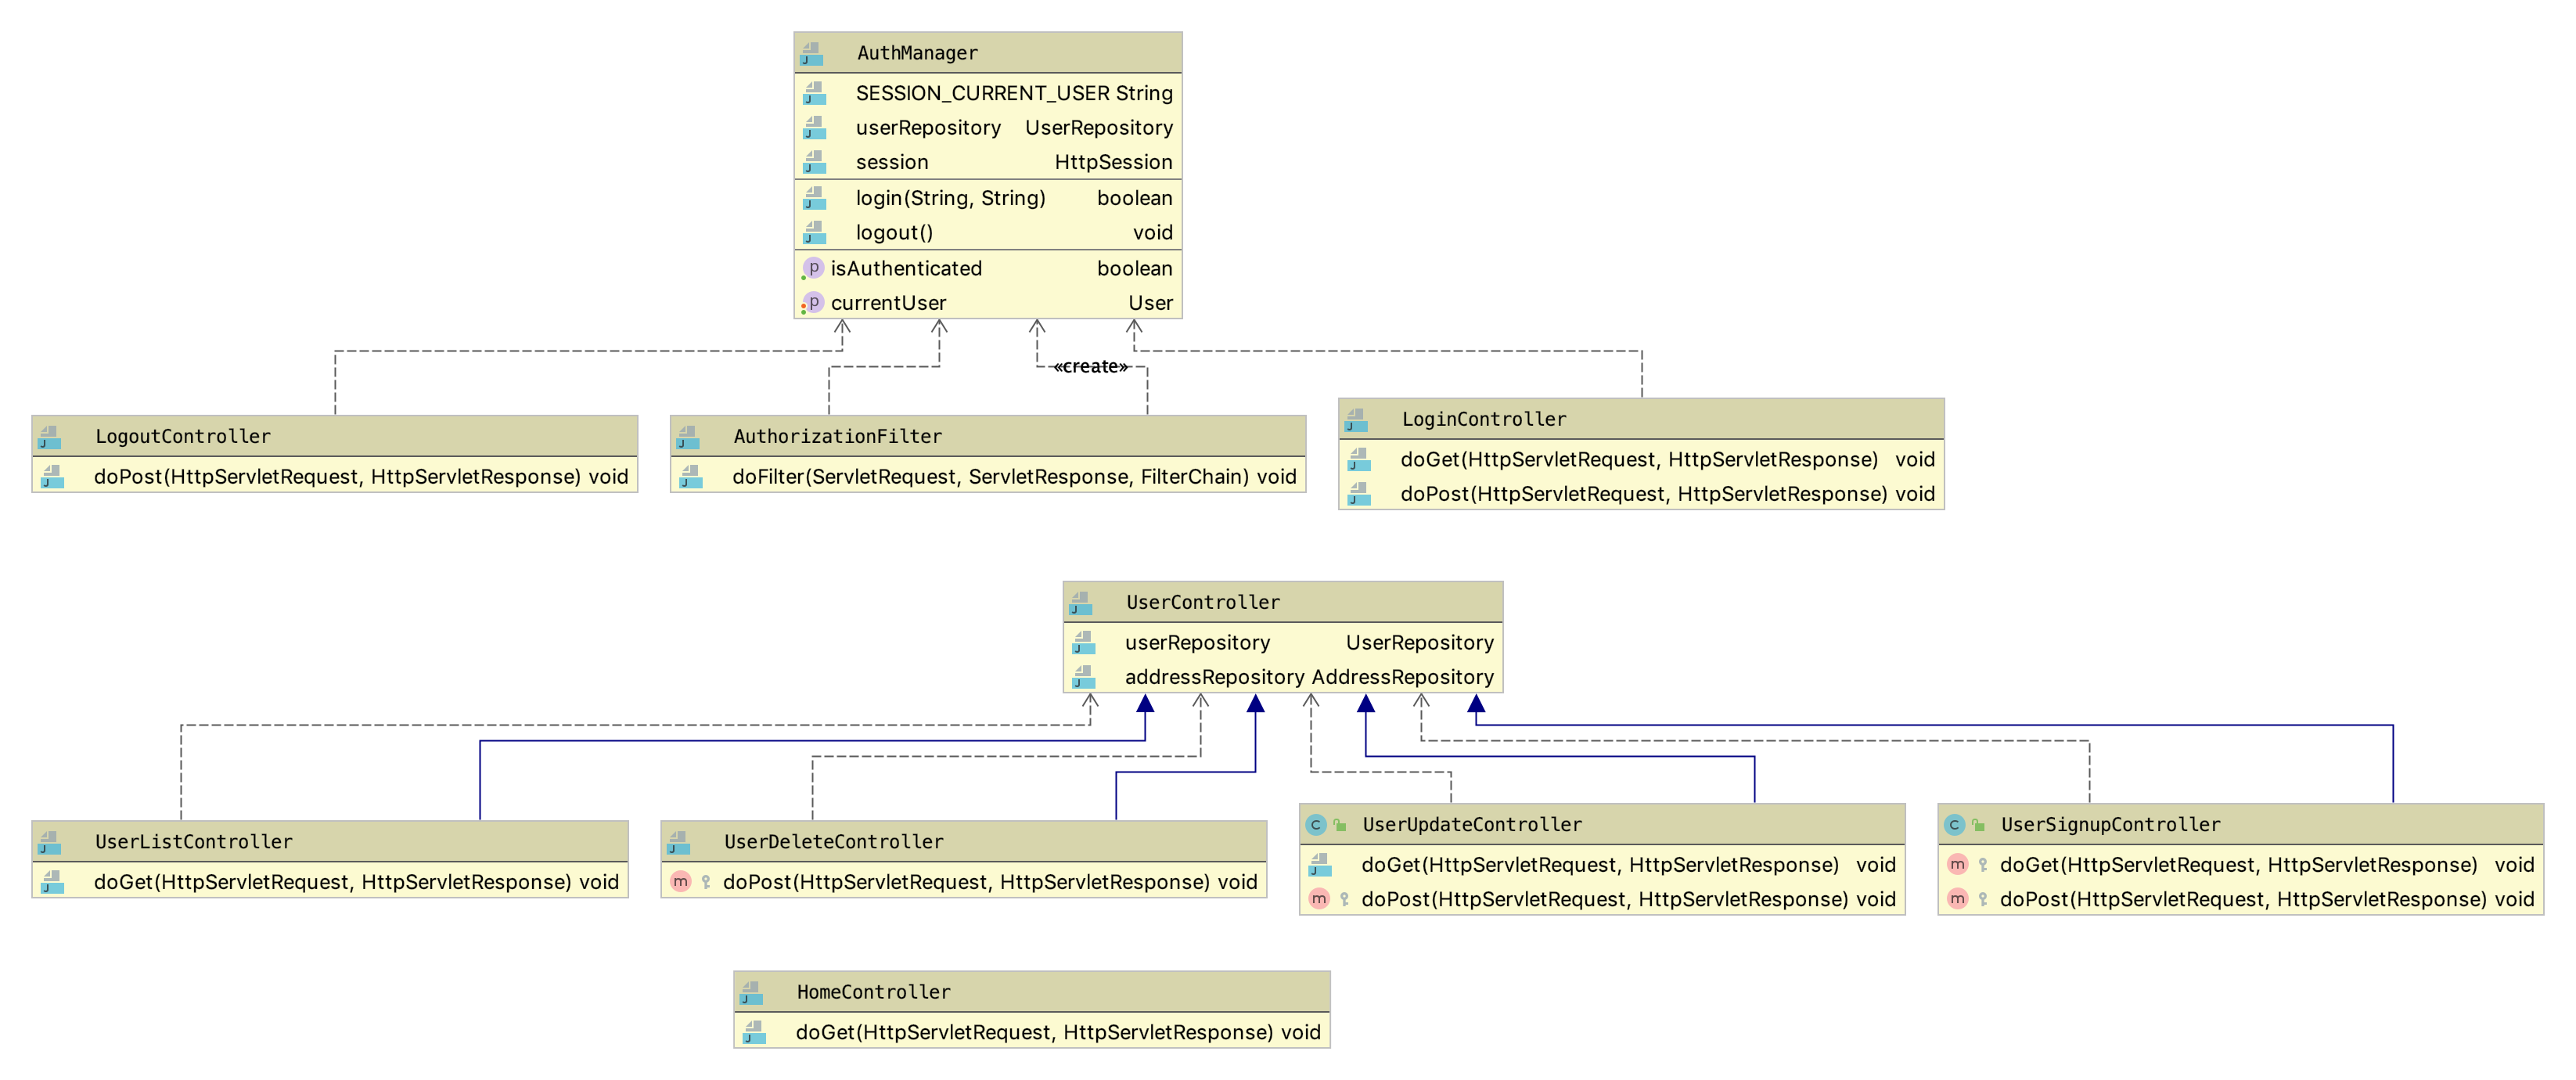 AuthManager
SESSION_CURRENT_USER String
userRepository UserRepository
session HttpSession
login(String, String) boolean
logout() void
isAuthenticated boolean
currentUser User
«create»
LogoutController
doPost(HttpServletRequest, HttpServletResponse) void
AuthorizationFilter
doFilter(ServletRequest, ServletResponse, FilterChain) void
LoginController
doGet(HttpServletRequest, HttpServletResponse) void
doPost(HttpServletRequest, HttpServletResponse) void
UserController
userRepository UserRepository
addressRepository AddressRepository
UserListController
doGet(HttpServletRequest, HttpServletResponse) void
UserDeleteController
doPost(HttpServletRequest, HttpServletResponse) void
UserUpdateController
doGet(HttpServletRequest, HttpServletResponse) void
doPost(HttpServletRequest, HttpServletResponse) void
UserSignupController
doGet(HttpServletRequest, HttpServletResponse) void
doPost(HttpServletRequest, HttpServletResponse) void
HomeController
doGet(HttpServletRequest, HttpServletResponse) void